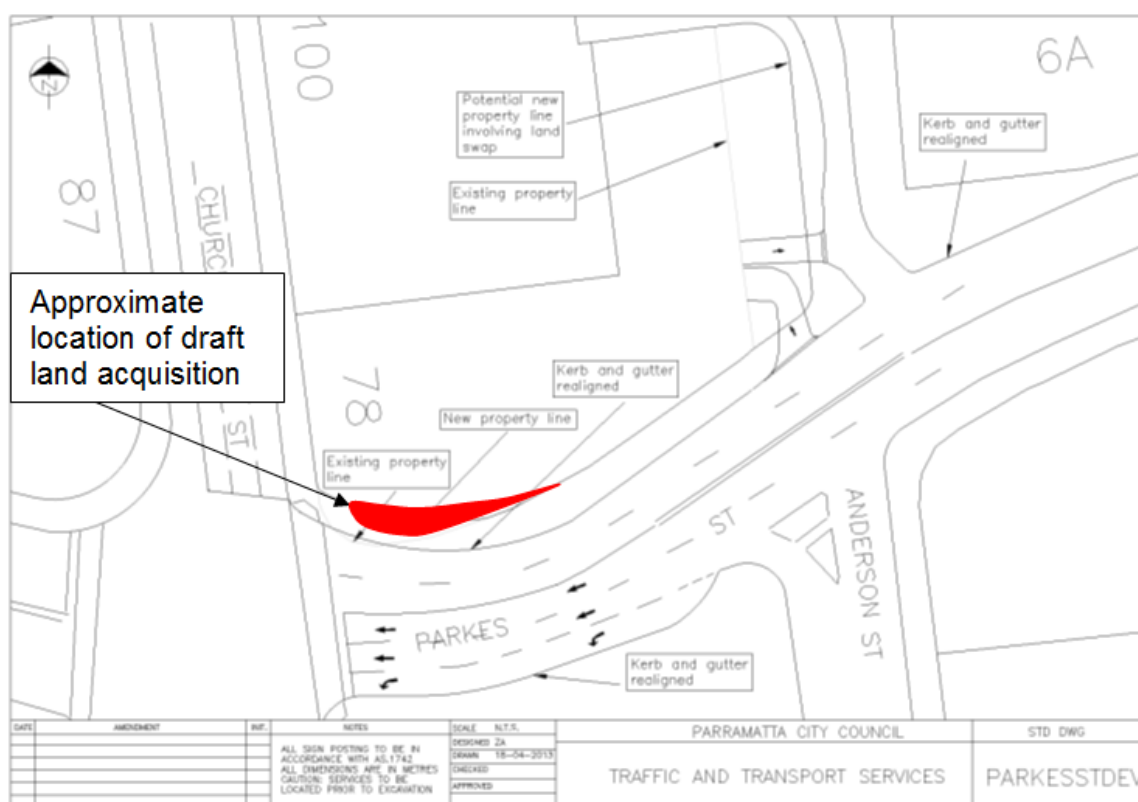 100
6A
Potential new
property line
involving land
swap
Kerb and gutter
realigned
Existing property
line
87
CHURCH ST
Approximate
location of draft
land acquisition
78
Kerb and gutter
realigned
New property line
Existing property
line
PARKES ST
ANDERSON ST
Kerb and gutter
realigned
N
DATE AMENDMENT INT. NOTES
ALL SIGN POSTING TO BE IN
ACCORDANCE WITH AS.1742
ALL DIMENSIONS ARE IN METRES
CAUTION: SERVICES TO BE
LOCATED PRIOR TO EXCAVATION
SCALE N.T.S.
DESIGNED ZA
DRAWN 16-04-2013
CHECKED
APPROVED
PARRAMATTA CITY COUNCIL
TRAFFIC AND TRANSPORT SERVICES
STD DWG
PARKESSTDEV